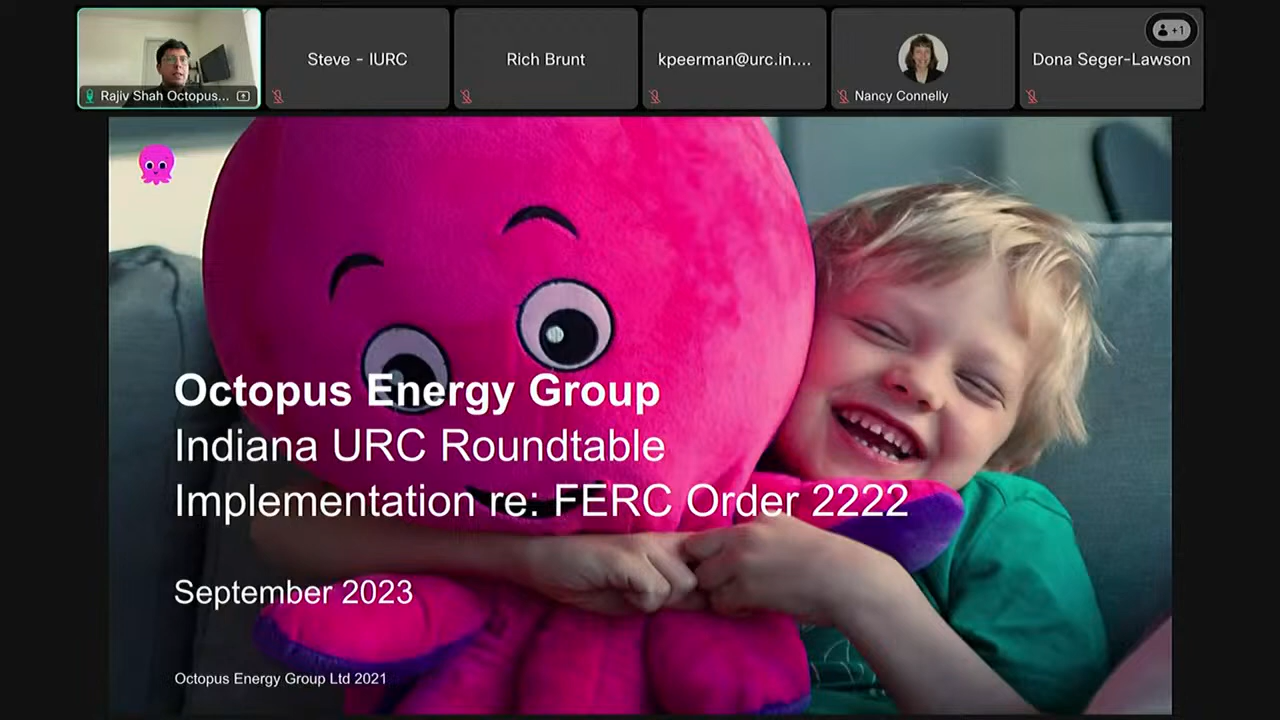 Rajiv Shah Octopus...
Steve - IURC
Rich Brunt
kpeerman@urc.in....
Nancy Connelly
+1
Dona Seger-Lawson
Octopus Energy Group
Indiana URC Roundtable
Implementation re: FERC Order 2222
September 2023
Octopus Energy Group Ltd 2021